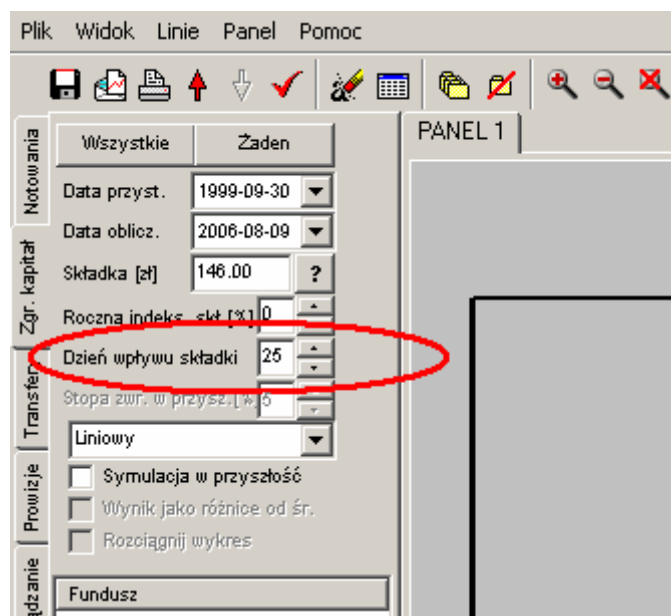 Plik Widok Linie Panel Pomoc
Notowania
Zgr. kapitał
Transfery
Prowizje
Wszystkie Żaden
Data przyst. 1999-09-30
Data oblicz. 2006-08-09
Składka [zł] 146.00 ?
Roczna indeks. skł.[%] 0
Dzień wpływu składki 25
Stopa zwr. w przysz.[%] 5
Liniowy
Symulacja w przyszłość
Wynik jako różnice od śr.
Rozciągnij wykres
Fundusz
PANEL 1